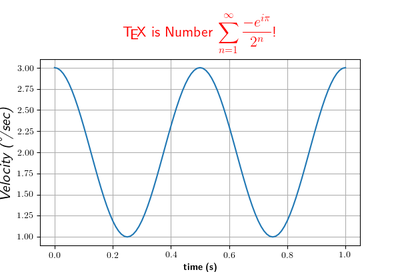 TEX is Number ∑_{n=1}^{∞} \frac{-e^{iπ}}{2^n}!
3.00
2.75
2.50
2.25
2.00
1.75
1.50
1.25
1.00
Velocity (°/sec)
0.0 0.2 0.4 0.6 0.8 1.0
time (s)